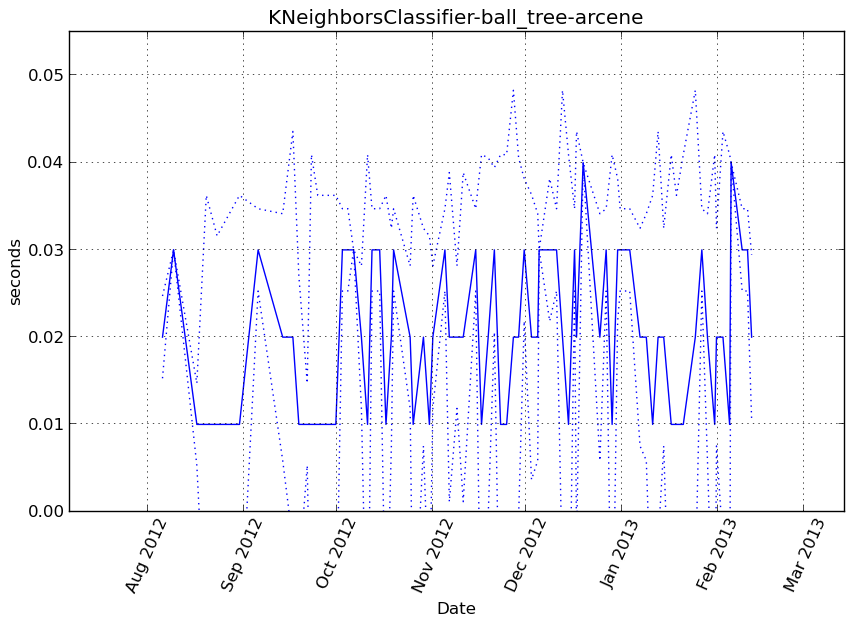 KNeighborsClassifier-ball_tree-arcene
0.05
0.04
0.03
0.02
0.01
0.00
seconds
Aug 2012
Sep 2012
Oct 2012
Nov 2012
Dec 2012
Jan 2013
Feb 2013
Mar 2013
Date